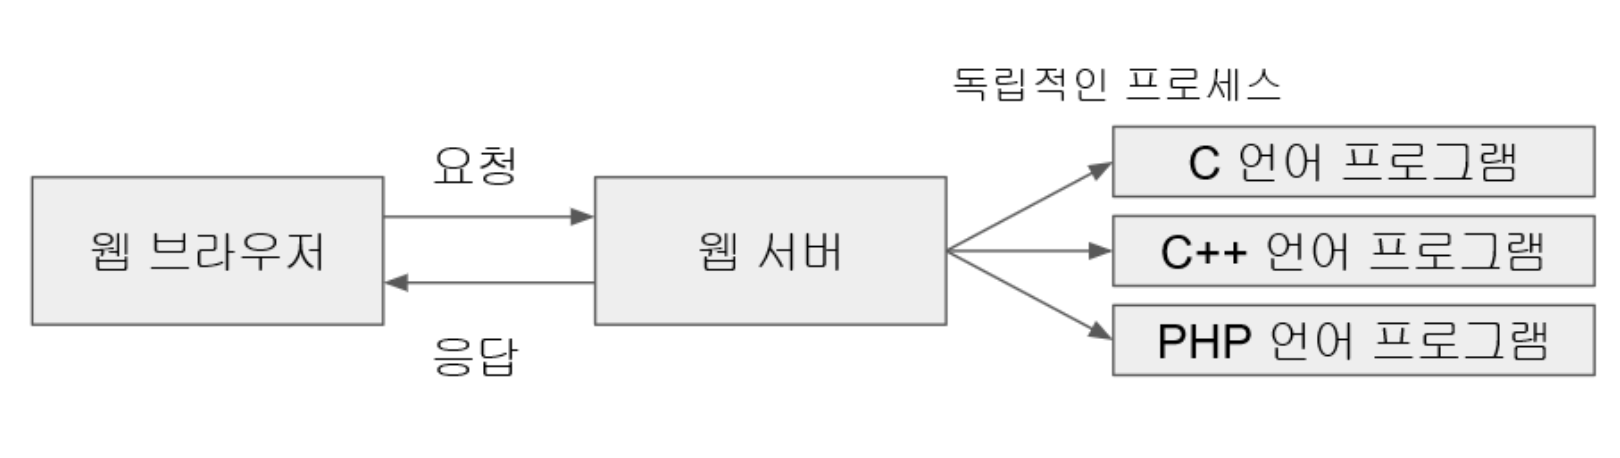 독립적인 프로세스
요청
C 언어 프로그램
웹 브라우저
웹 서버
C++ 언어 프로그램
응답
PHP 언어 프로그램